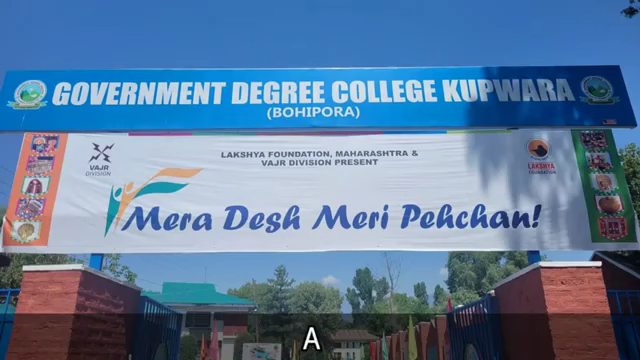 GOVERNMENT DEGREE COLLEGE KUPWARA
(BOHIPORA)
LAKSHYA FOUNDATION, MAHARASHTRA &
VAJR DIVISION PRESENT
VAJR
DIVISION
LAKSHYA
FOUNDATION
Mera Desh Meri Pehchan!
A